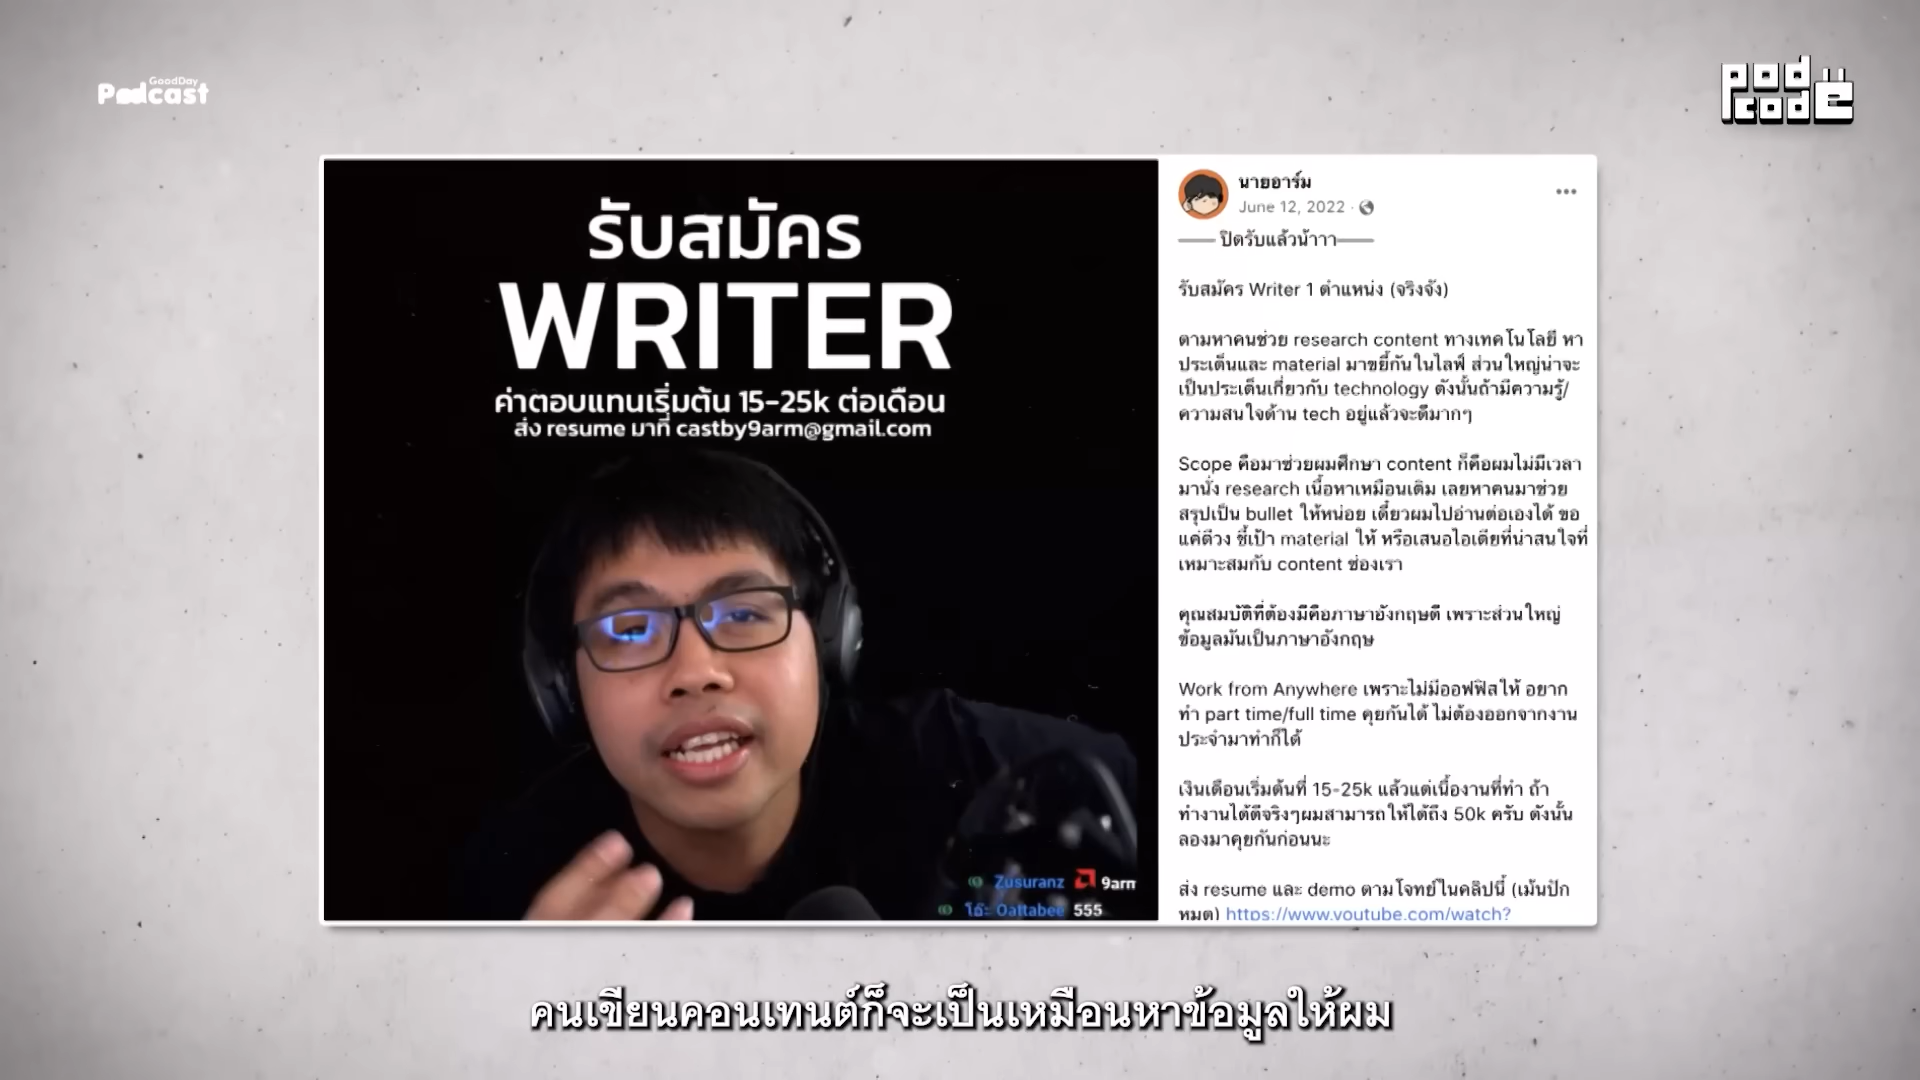 GoodDay
Podcast
pod
code
รับสมัคร
WRITER
ค่าตอบแทนเริ่มต้น 15-25k ต่อเดือน
ส่ง resume มาที่ castby9arm@gmail.com
Zusuranz 9arm
โอ๊ะ Oattabee 555
นายอาร์ม
June 12, 2022 ·
—— ปิดรับแล้วน้าาา——
รับสมัคร Writer 1 ตำแหน่ง (จริงจัง)
ตามหาคนช่วย research content ทางเทคโนโลยี หา
ประเด็นและ material มาขยี้กันในไลฟ์ ส่วนใหญ่น่าจะ
เป็นประเด็นเกี่ยวกับ technology ดังนั้นถ้ามีความรู้/
ความสนใจด้าน tech อยู่แล้วจะดีมากๆ
Scope คือมาช่วยผมศึกษา content ก็คือผมไม่มีเวลา
มานั่ง research เนื้อหาเหมือนเดิม เลยหาคนมาช่วย
สรุปเป็น bullet ให้หน่อย เดี๋ยวผมไปอ่านต่อเองได้ ขอ
แค่ตีวง ชี้เป้า material ให้ หรือเสนอไอเดียที่น่าสนใจที่
เหมาะสมกับ content ช่องเรา
คุณสมบัติที่ต้องมีคือภาษาอังกฤษดี เพราะส่วนใหญ่
ข้อมูลมันเป็นภาษาอังกฤษ
Work from Anywhere เพราะไม่มีออฟฟิสให้ อยาก
ทำ part time/full time คุยกันได้ ไม่ต้องออกจากงาน
ประจำมาทำก็ได้
เงินเดือนเริ่มต้นที่ 15-25k แล้วแต่เนื้องานที่ทำ ถ้า
ทำงานได้ดีจริงๆผมสามารถให้ได้ถึง 50k ครับ ดังนั้น
ลองมาคุยกันก่อนนะ
ส่ง resume และ demo ตามโจทย์ในคลิปนี้ (เม้นปัก
หมุด) https://www.youtube.com/watch?
คนเขียนคอนเทนต์ก็จะเป็นเหมือนหาข้อมูลให้ผม